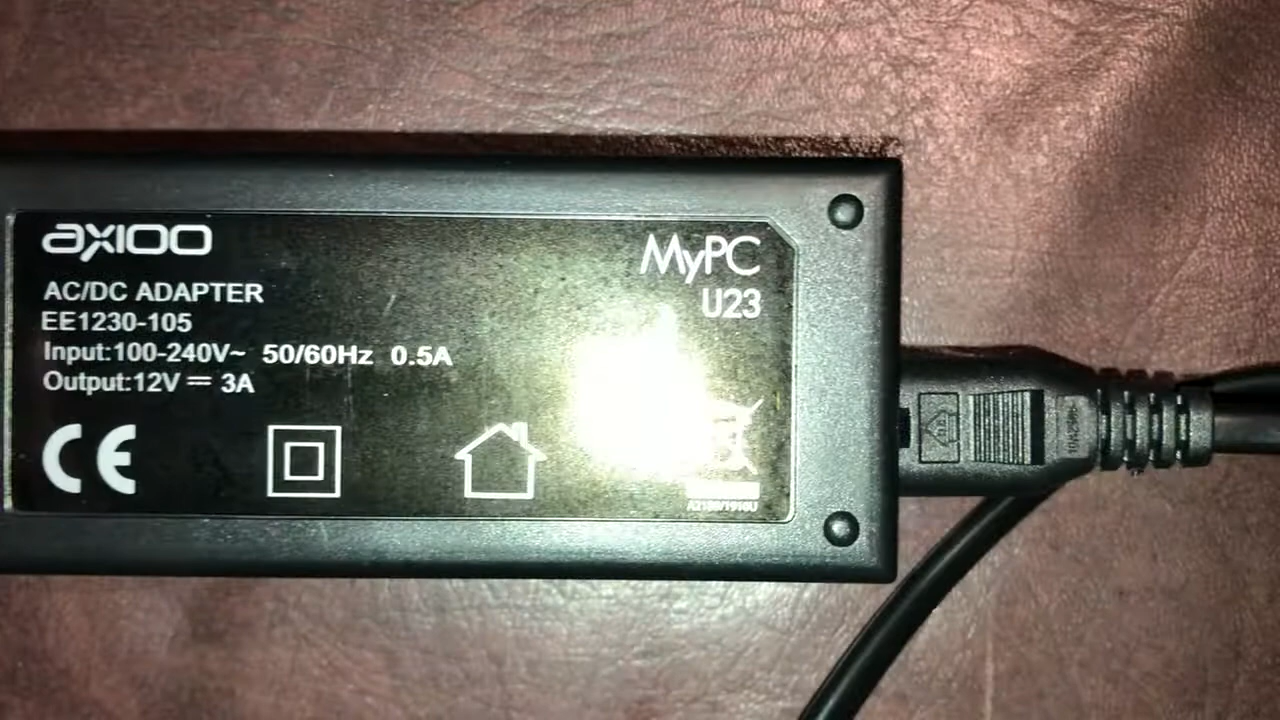 axioo
MyPC
U23
AC/DC ADAPTER
EE1230-105
Input:100-240V~ 50/60Hz 0.5A
Output:12V ⎓ 3A
CE